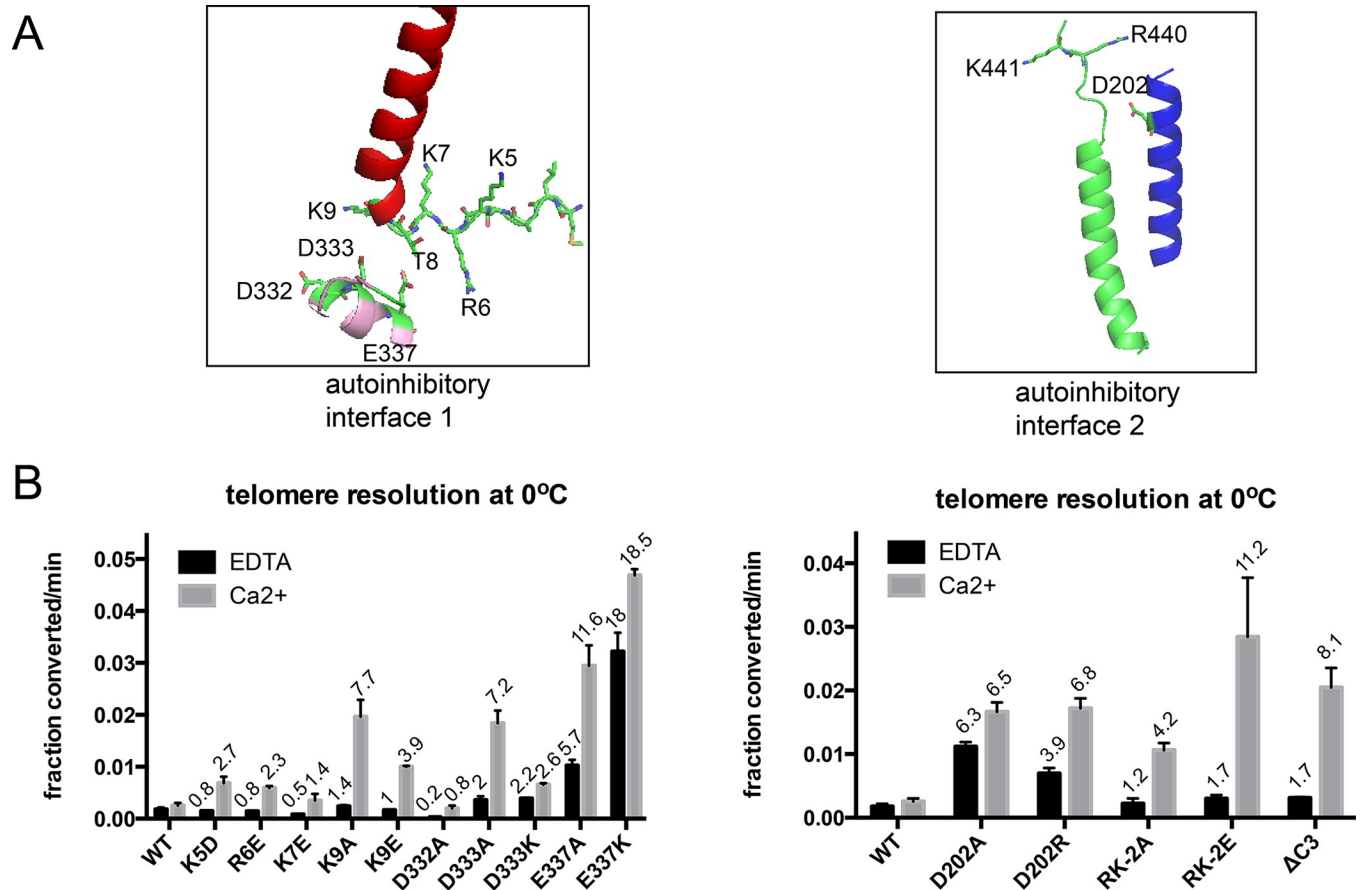 A
K7
K5
K9
D333
T8
D332
R6
E337
autoinhibitory
interface 1
R440
K441
D202
autoinhibitory
interface 2
B
telomere resolution at 0°C
EDTA
Ca2+
fraction converted/min
0.05
0.04
0.03
0.02
0.01
0.00
0.8
2.7
0.8
2.3
0.5
1.4
1.4
7.7
1
3.9
0.2
0.8
2
7.2
2.2
2.6
5.7
11.6
18
18.5
WT
K5D
R6E
K7E
K9A
K9E
D332A
D333A
D333K
E337A
E337K
telomere resolution at 0°C
EDTA
Ca2+
fraction converted/min
0.04
0.03
0.02
0.01
0.00
6.3
6.5
3.9
6.8
1.2
4.2
1.7
11.2
1.7
8.1
WT
D202A
D202R
RK-2A
RK-2E
ΔC3